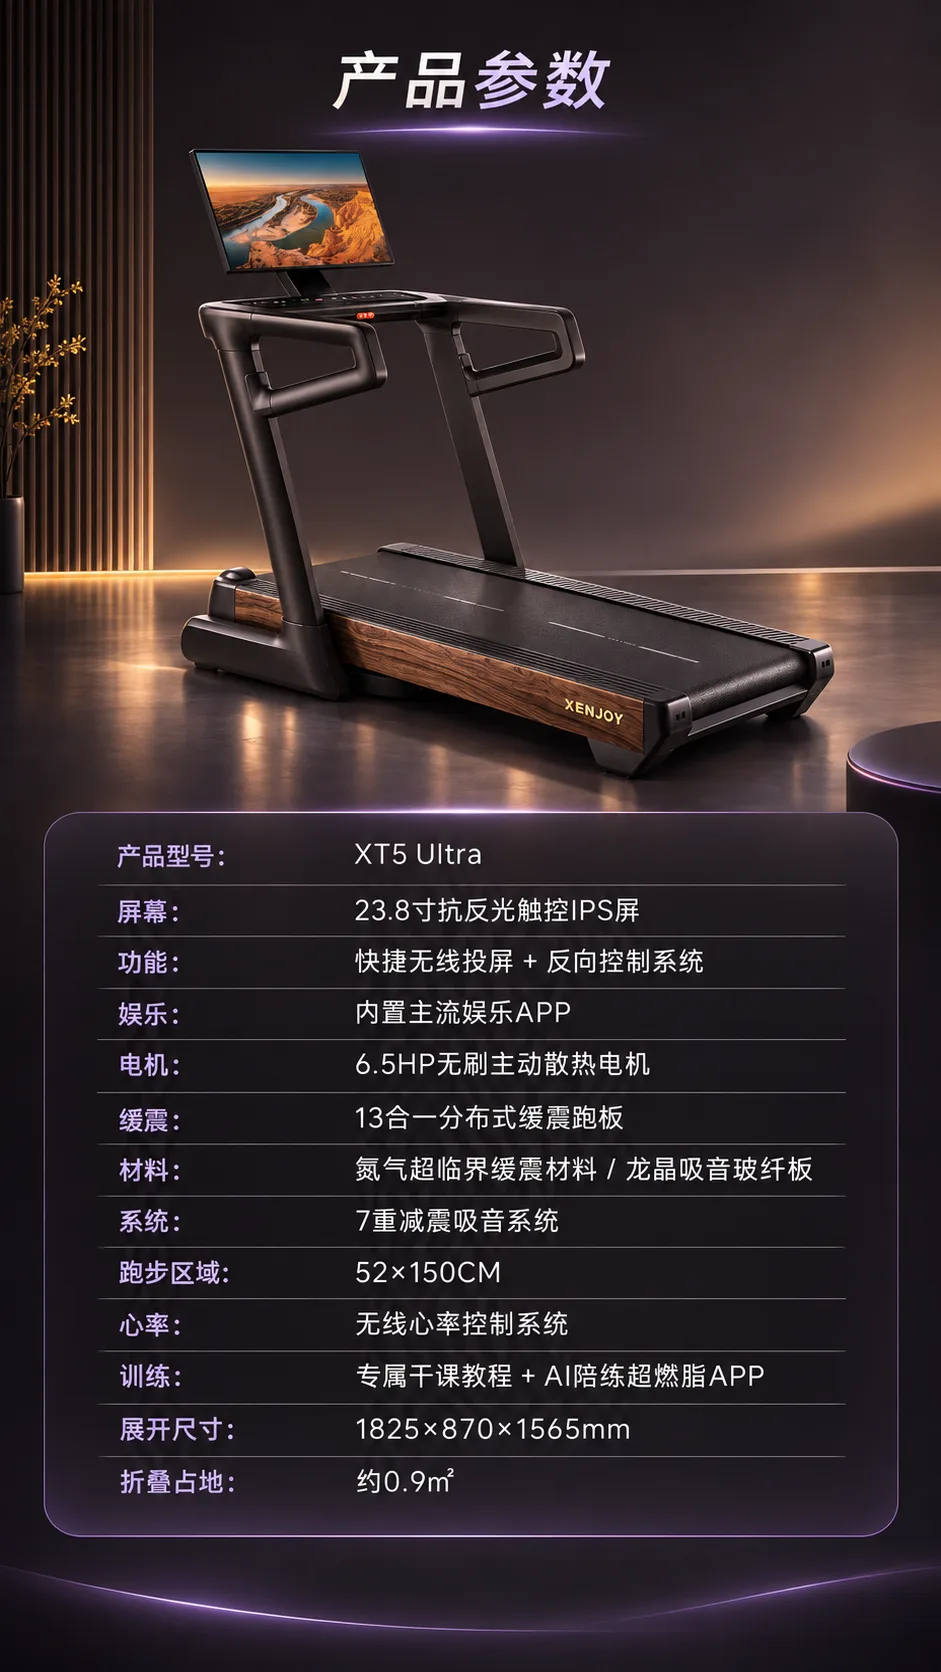 产品参数
XENJOY
产品型号： XT5 Ultra
屏幕： 23.8寸抗反光触控IPS屏
功能： 快捷无线投屏 + 反向控制系统
娱乐： 内置主流娱乐APP
电机： 6.5HP无刷主动散热电机
缓震： 13合一分布式缓震跑板
材料： 氮气超临界缓震材料 / 龙晶吸音玻纤板
系统： 7重减震吸音系统
跑步区域： 52×150CM
心率： 无线心率控制系统
训练： 专属干课教程 + AI陪练超燃脂APP
展开尺寸： 1825×870×1565mm
折叠占地： 约0.9㎡